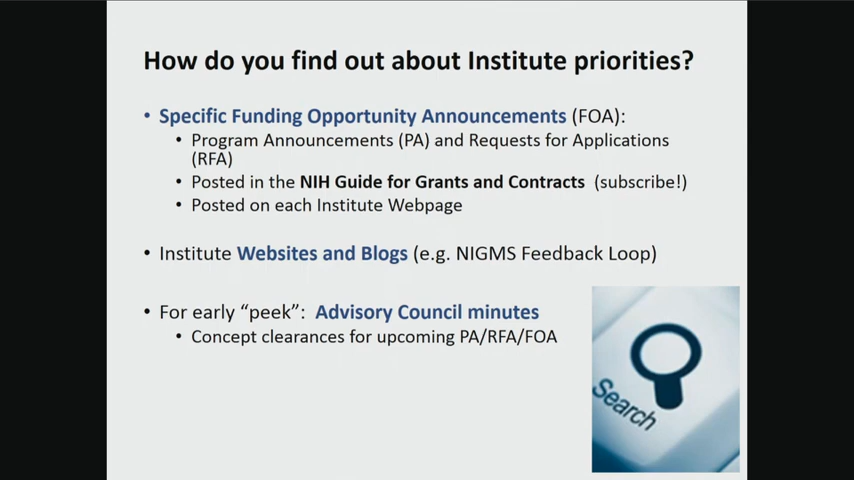 How do you find out about Institute priorities?
• Specific Funding Opportunity Announcements (FOA):
• Program Announcements (PA) and Requests for Applications
(RFA)
• Posted in the NIH Guide for Grants and Contracts (subscribe!)
• Posted on each Institute Webpage
• Institute Websites and Blogs (e.g. NIGMS Feedback Loop)
• For early “peek”: Advisory Council minutes
• Concept clearances for upcoming PA/RFA/FOA
Search